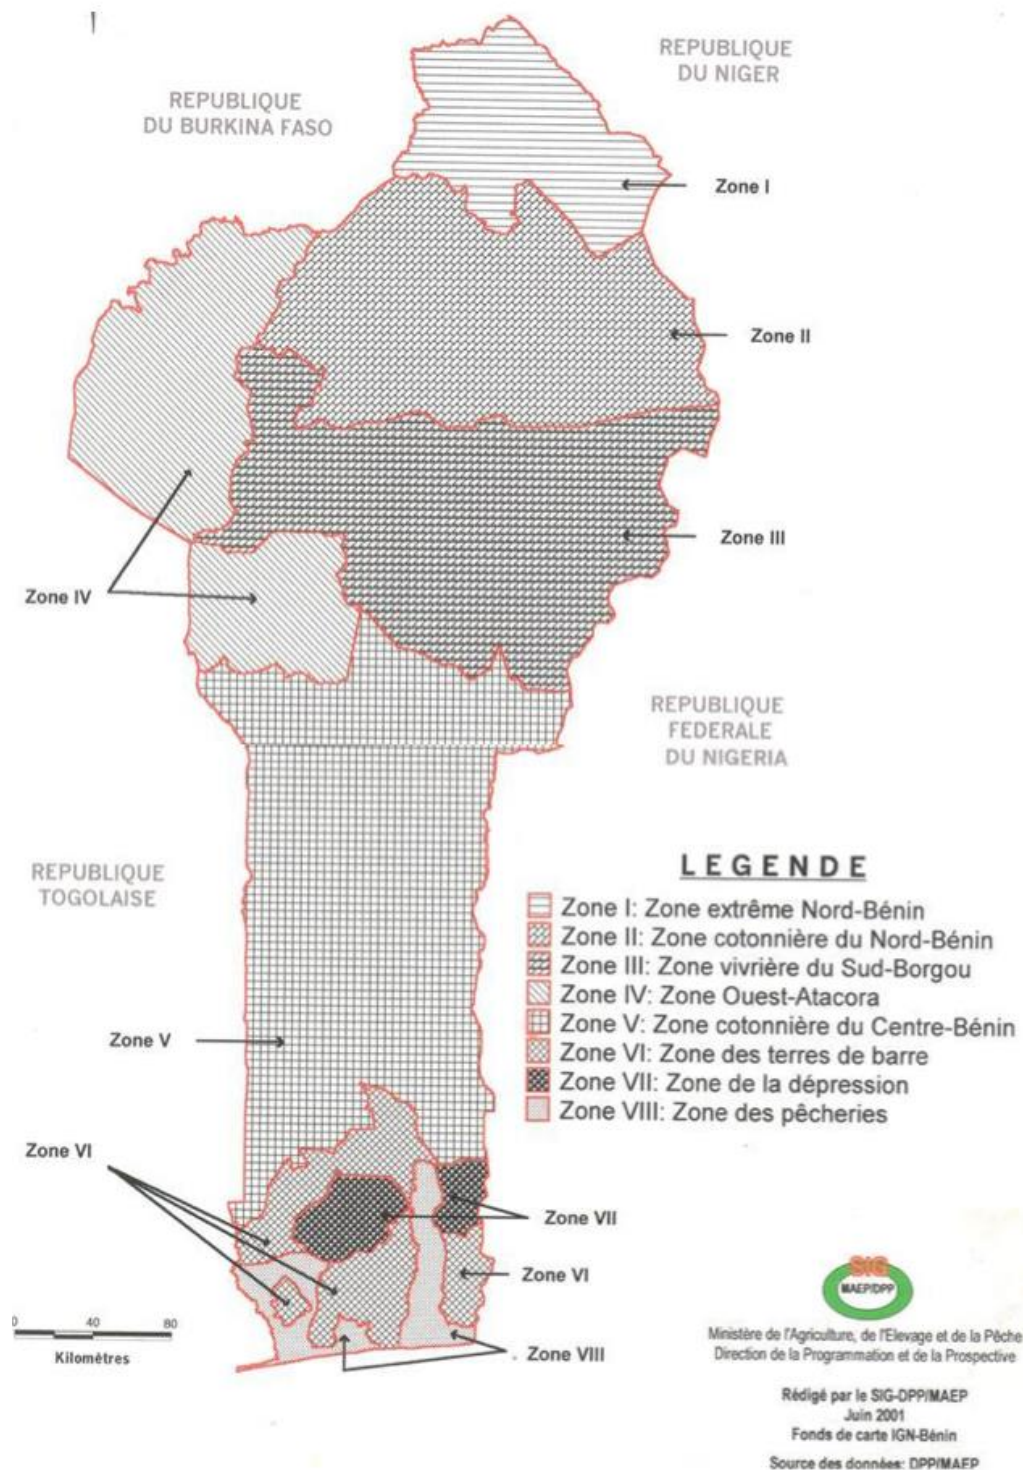 REPUBLIQUE
DU NIGER
REPUBLIQUE
DU BURKINA FASO
Zone I
Zone II
Zone III
Zone IV
REPUBLIQUE
FEDERALE
DU NIGERIA
REPUBLIQUE
TOGOLAISE
LEGENDE
Zone I: Zone extrême Nord-Bénin
Zone II: Zone cotonnière du Nord-Bénin
Zone III: Zone vivrière du Sud-Borgou
Zone IV: Zone Ouest-Atacora
Zone V: Zone cotonnière du Centre-Bénin
Zone VI: Zone des terres de barre
Zone VII: Zone de la dépression
Zone VIII: Zone des pêcheries
Zone V
Zone VI
Zone VII
Zone VI
Zone VIII
0 40 80
Kilomètres
SIG
MAEP/DPP
Ministère de l'Agriculture, de l'Elevage et de la Pêche
Direction de la Programmation et de la Prospective
Rédigé par le SIG-DPP/MAEP
Juin 2001
Fonds de carte IGN-Bénin
Source des données: DPP/MAEP